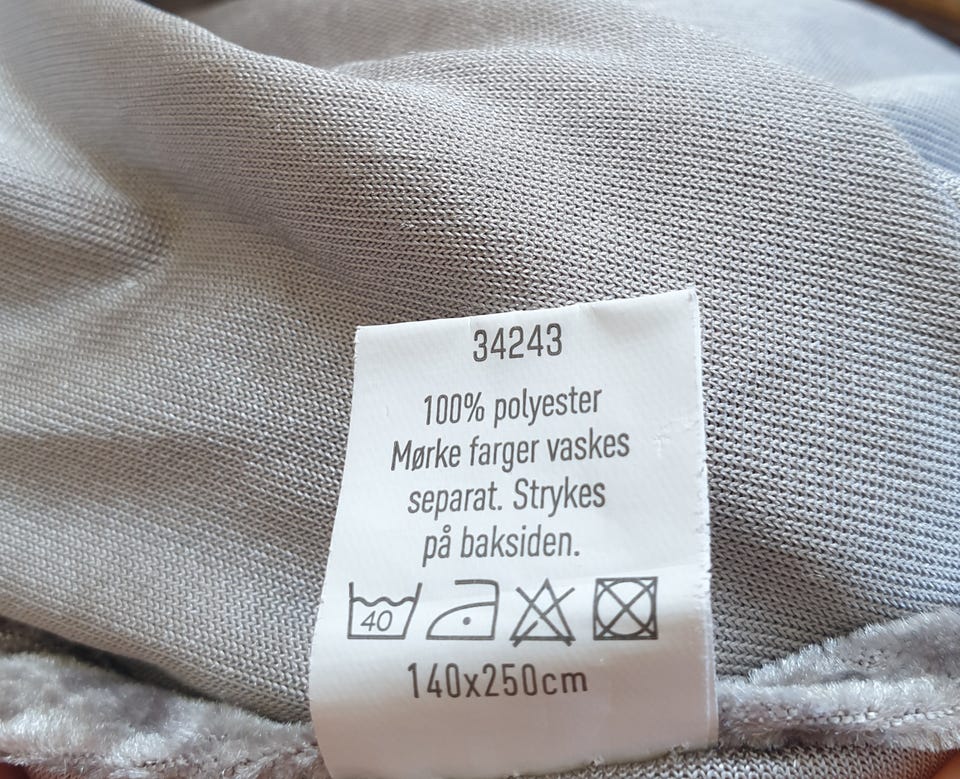 34243
100% polyester
Mørke farger vaskes
separat. Strykes
på baksiden.
40
140x250cm